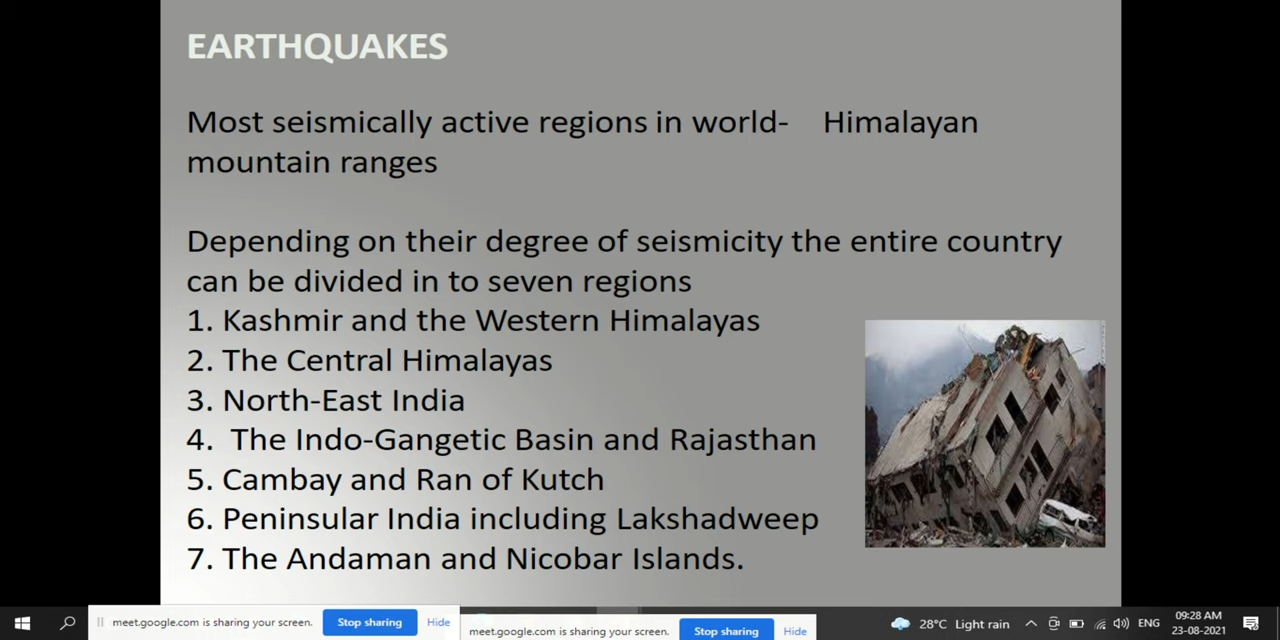 EARTHQUAKES
Most seismically active regions in world- Himalayan
mountain ranges
Depending on their degree of seismicity the entire country
can be divided in to seven regions
1. Kashmir and the Western Himalayas
2. The Central Himalayas
3. North-East India
4. The Indo-Gangetic Basin and Rajasthan
5. Cambay and Ran of Kutch
6. Peninsular India including Lakshadweep
7. The Andaman and Nicobar Islands.
meet.google.com is sharing your screen. Stop sharing Hide
meet.google.com is sharing your screen. Stop sharing Hide
28°C Light rain
ENG
09:28 AM
23-08-2021